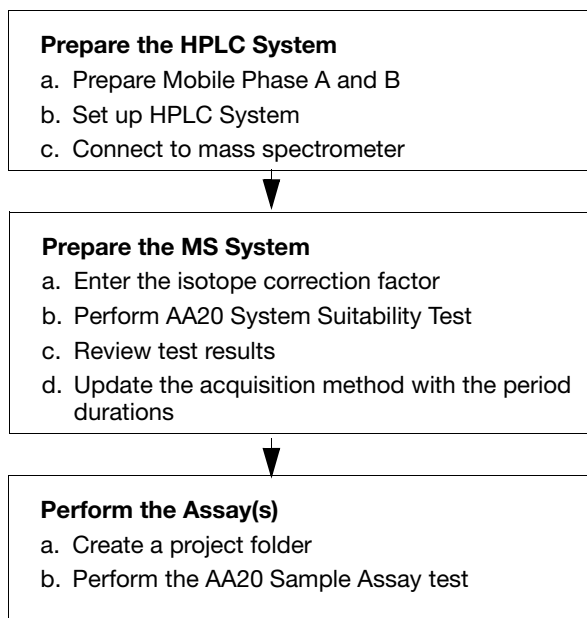 Prepare the HPLC System
a. Prepare Mobile Phase A and B
b. Set up HPLC System
c. Connect to mass spectrometer
Prepare the MS System
a. Enter the isotope correction factor
b. Perform AA20 System Suitability Test
c. Review test results
d. Update the acquisition method with the period
durations
Perform the Assay(s)
a. Create a project folder
b. Perform the AA20 Sample Assay test